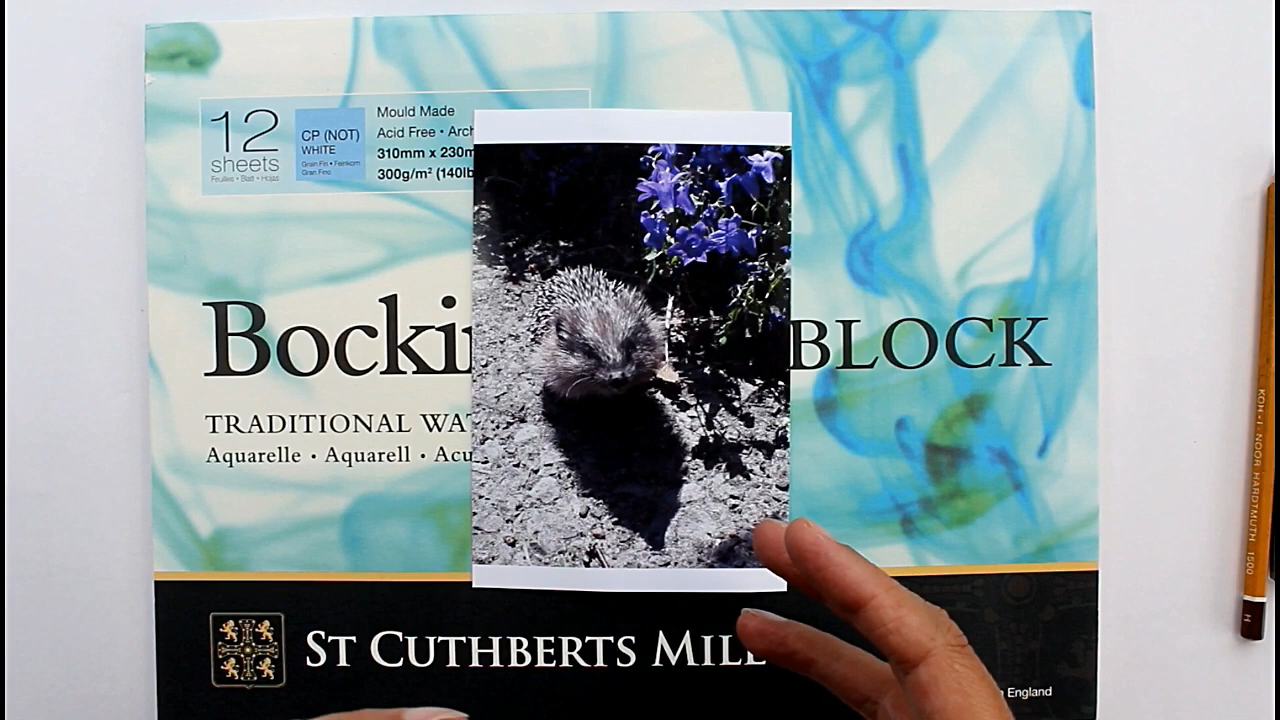 12
sheets
Feuilles • Blatt • Hojas
CP (NOT)
WHITE
Grain Fin • Feinkorn
Grain Fino
Mould Made
Acid Free • Arch
310mm x 230m
300g/m² (140lb
Bocki BLOCK
TRADITIONAL WAT
Aquarelle • Aquarell • Acu
ST CUTHBERTS MILL
England
KOH-I-NOOR HARDTMUTH 1500
H